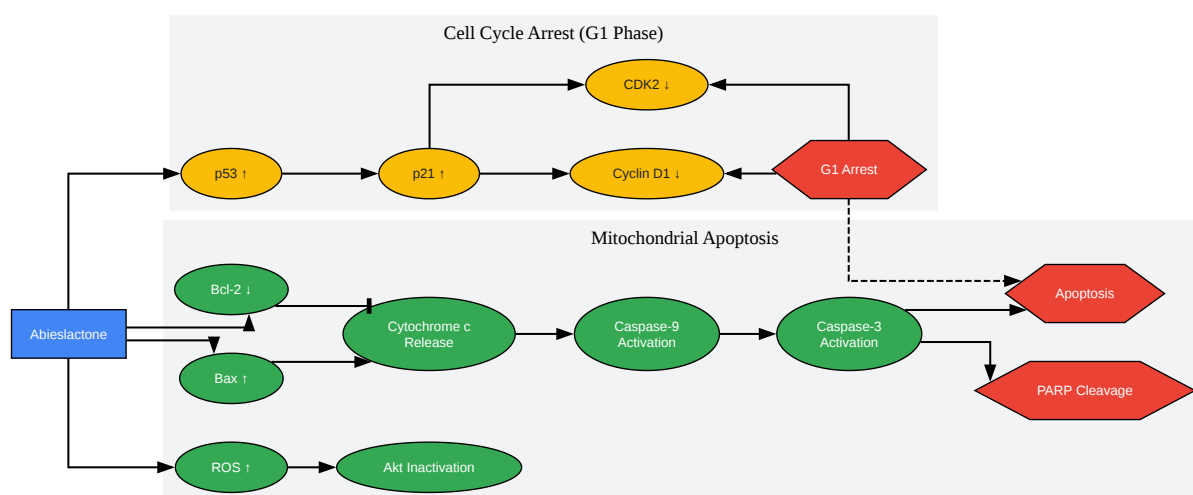 Cell Cycle Arrest (G1 Phase)
CDK2 ↓
p53 ↑
p21 ↑
Cyclin D1 ↓
G1 Arrest
Mitochondrial Apoptosis
Bcl-2 ↓
Apoptosis
Abieslactone
Cytochrome c
Release
Caspase-9
Activation
Caspase-3
Activation
Bax ↑
PARP Cleavage
ROS ↑
Akt Inactivation